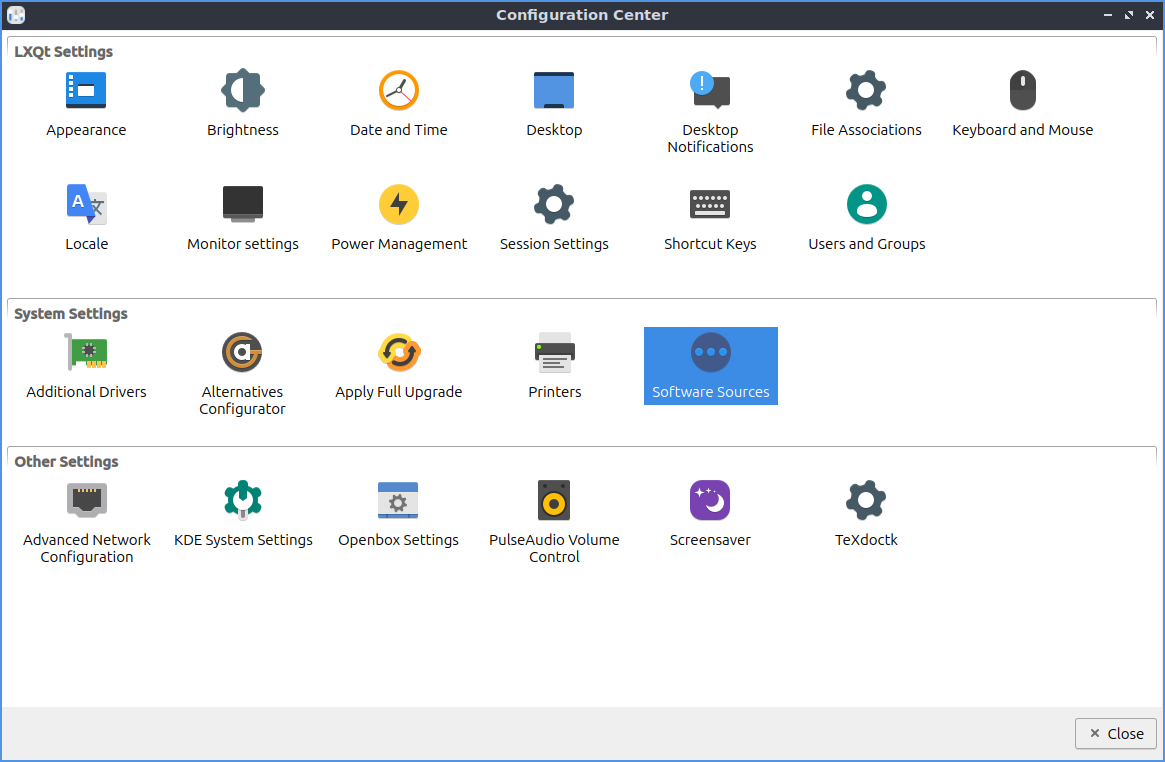 Configuration Center
LXQt Settings
Appearance
Brightness
Date and Time
Desktop
Desktop
Notifications
File Associations
Keyboard and Mouse
Locale
Monitor settings
Power Management
Session Settings
Shortcut Keys
Users and Groups
System Settings
Additional Drivers
Alternatives
Configurator
Apply Full Upgrade
Printers
Software Sources
Other Settings
Advanced Network
Configuration
KDE System Settings
Openbox Settings
PulseAudio Volume
Control
Screensaver
TeXdoctk
Close